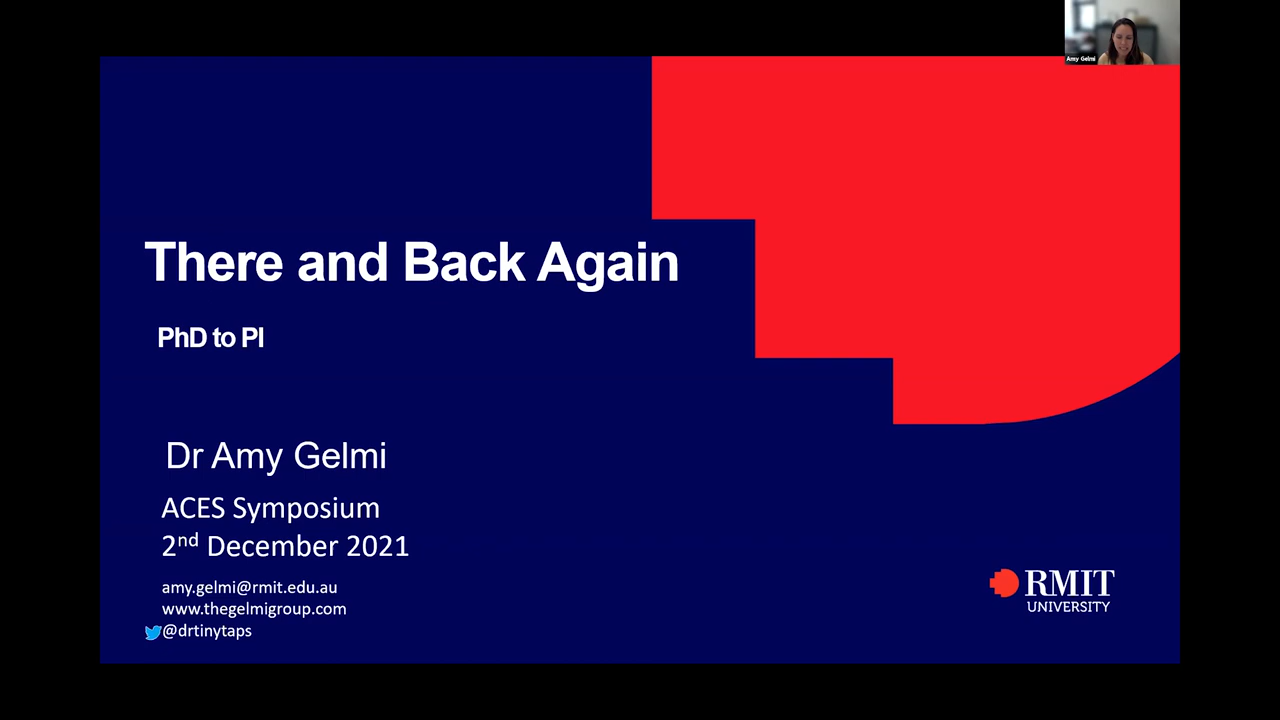 Amy Gelmi
There and Back Again
PhD to PI
Dr Amy Gelmi
ACES Symposium
2nd December 2021
amy.gelmi@rmit.edu.au
www.thegelmigroup.com
@drtinytaps
RMIT
UNIVERSITY